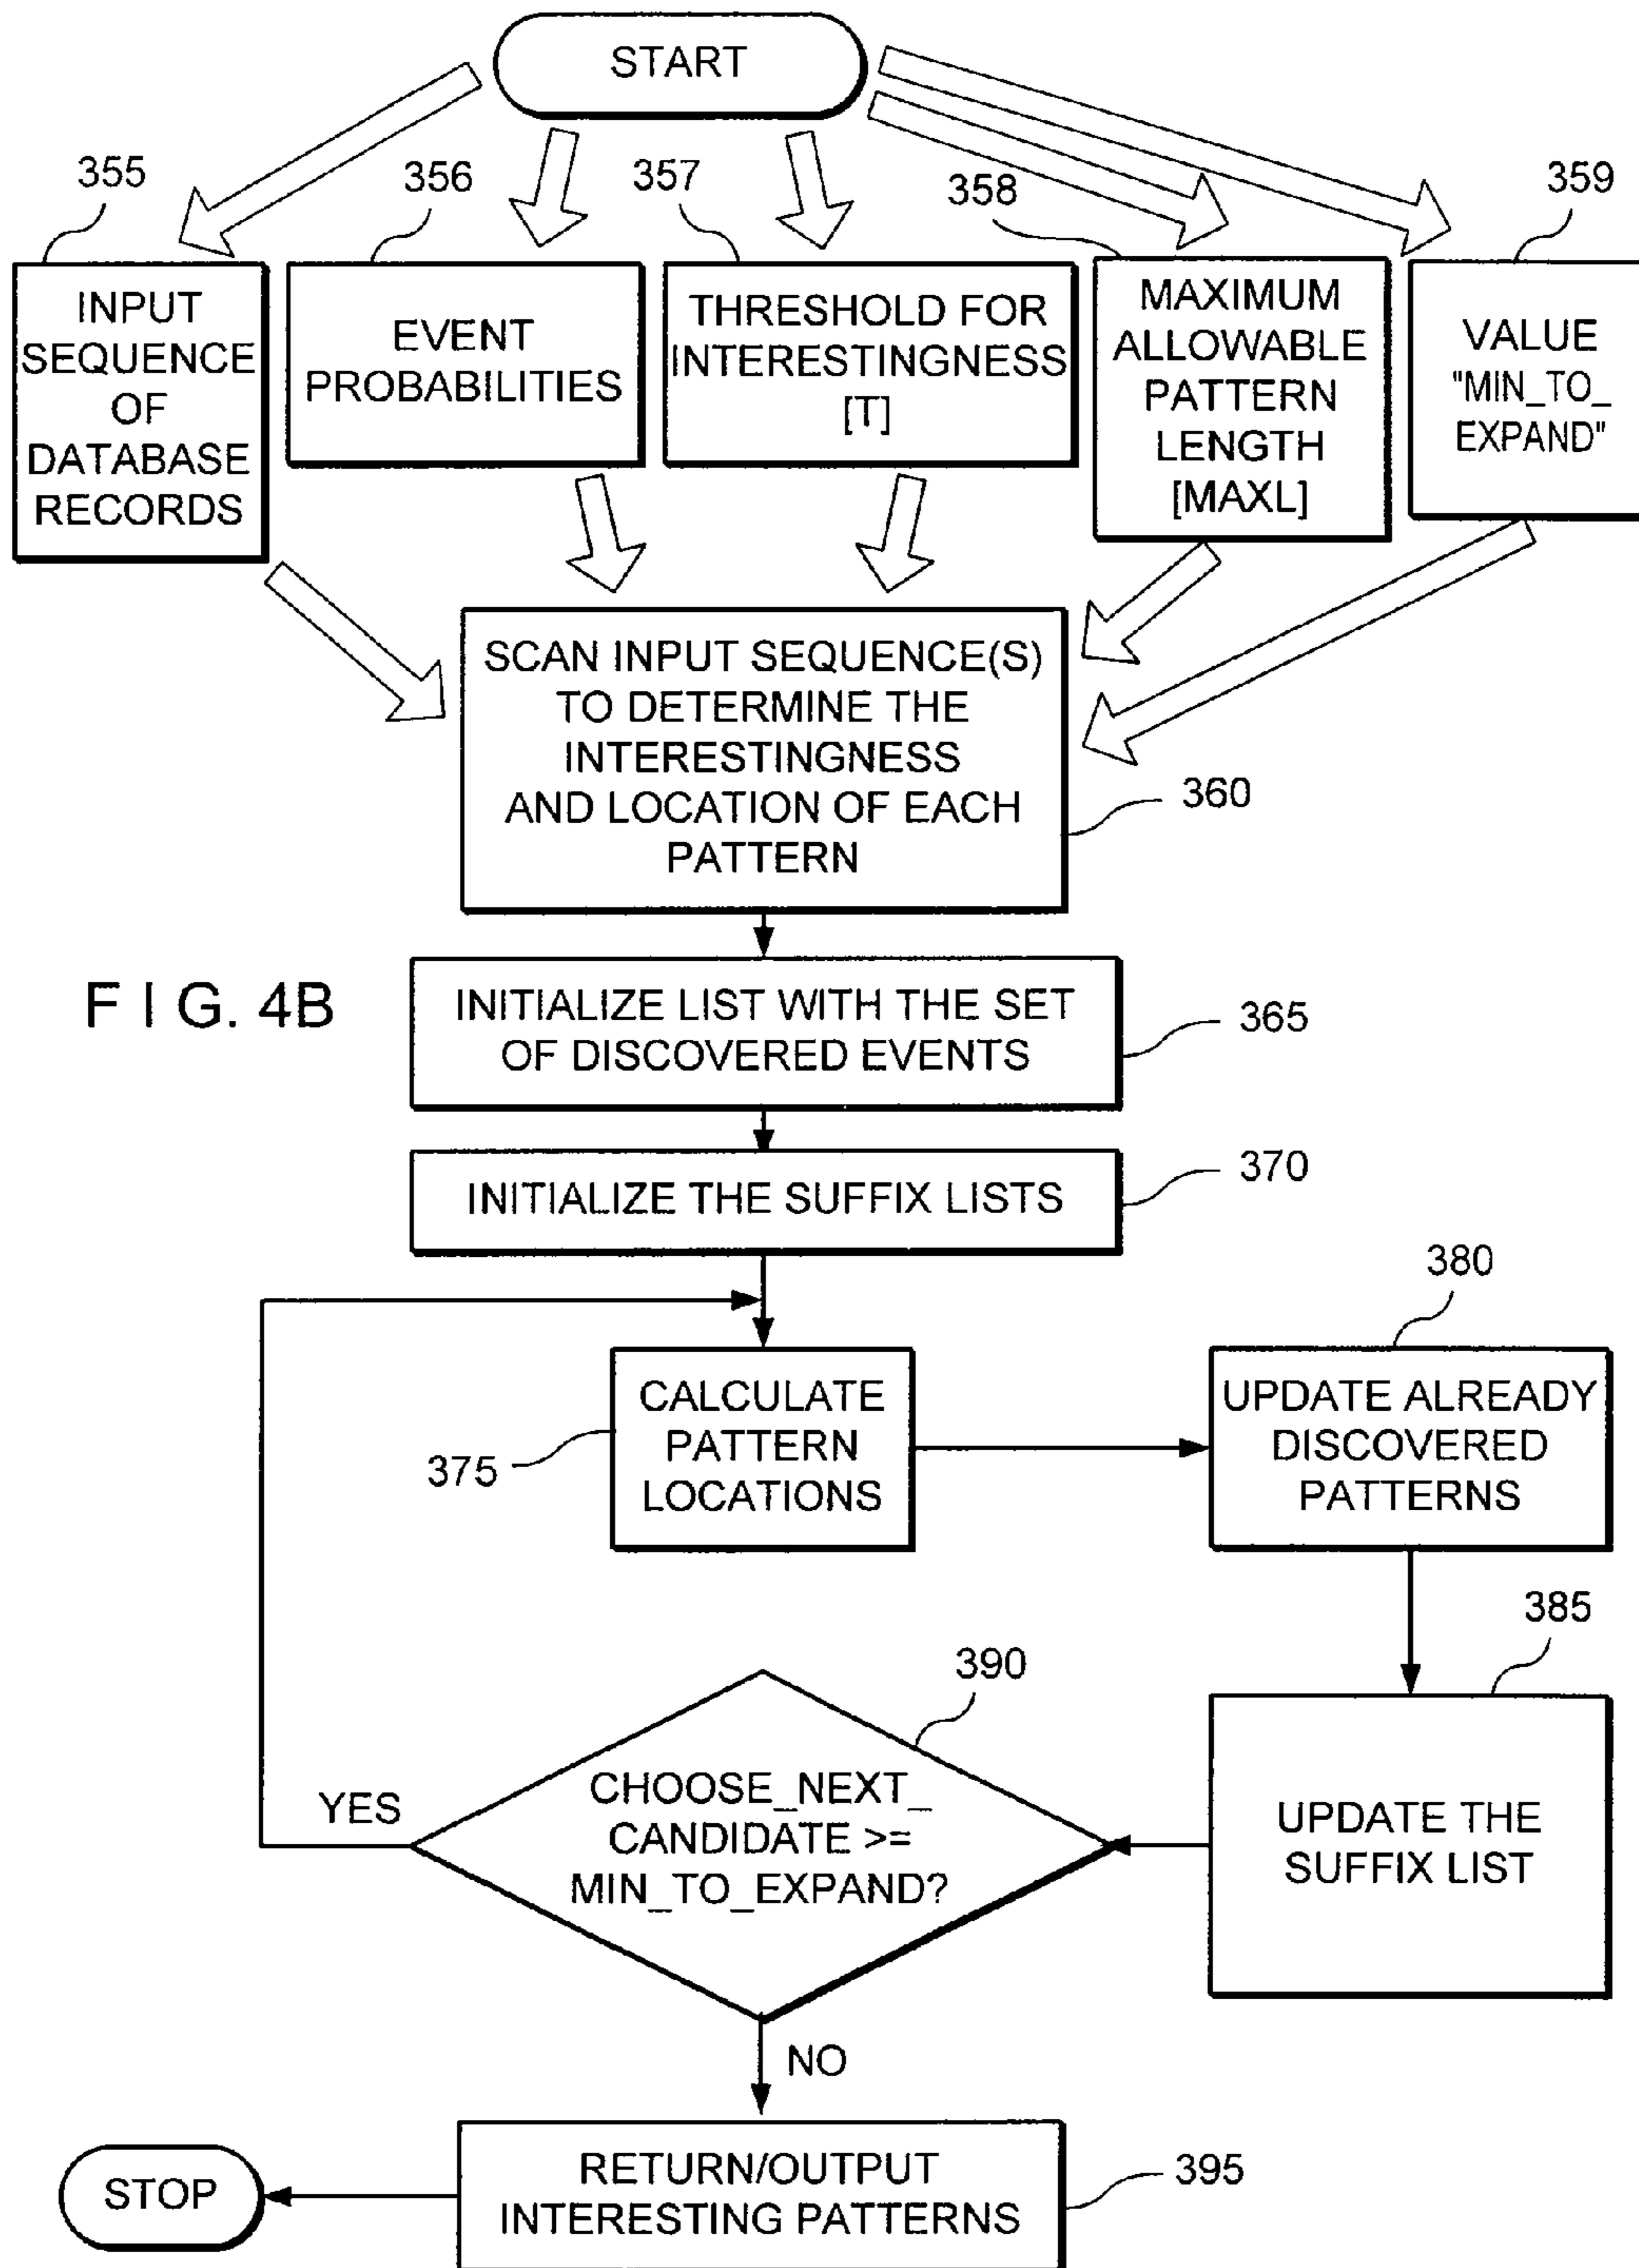 START
355
356
357
358
359
INPUT
SEQUENCE
OF
DATABASE
RECORDS
EVENT
PROBABILITIES
THRESHOLD FOR
INTERESTINGNESS
[T]
MAXIMUM
ALLOWABLE
PATTERN
LENGTH
[MAXL]
VALUE
"MIN_TO_
EXPAND"
SCAN INPUT SEQUENCE(S)
TO DETERMINE THE
INTERESTINGNESS
AND LOCATION OF EACH
PATTERN
360
FIG. 4B
INITIALIZE LIST WITH THE SET
OF DISCOVERED EVENTS
365
INITIALIZE THE SUFFIX LISTS
370
CALCULATE
PATTERN
LOCATIONS
375
380
UPDATE ALREADY
DISCOVERED
PATTERNS
385
UPDATE THE
SUFFIX LIST
390
CHOOSE_NEXT_
CANDIDATE >=
MIN_TO_EXPAND?
YES
NO
RETURN/OUTPUT
INTERESTING PATTERNS
395
STOP